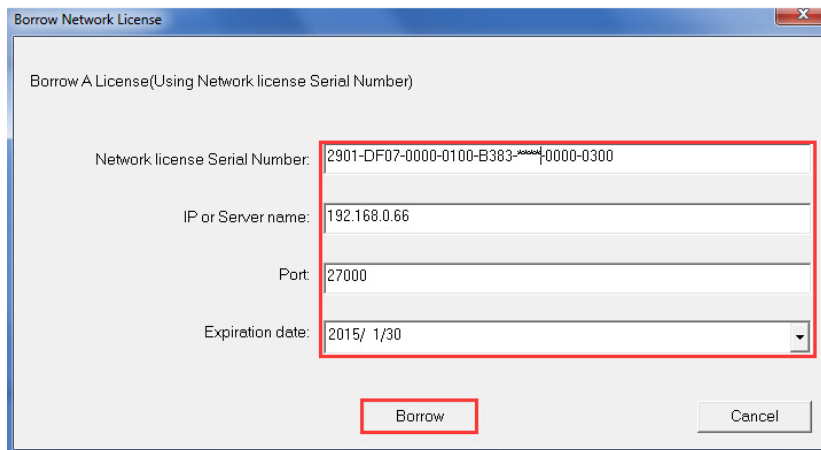 Borrow Network License
Borrow A License(Using Network license Serial Number)
Network license Serial Number: 2901-DF07-0000-0100-B383-****-0000-0300
IP or Server name: 192.168.0.66
Port: 27000
Expiration date: 2015/ 1/30
Borrow Cancel